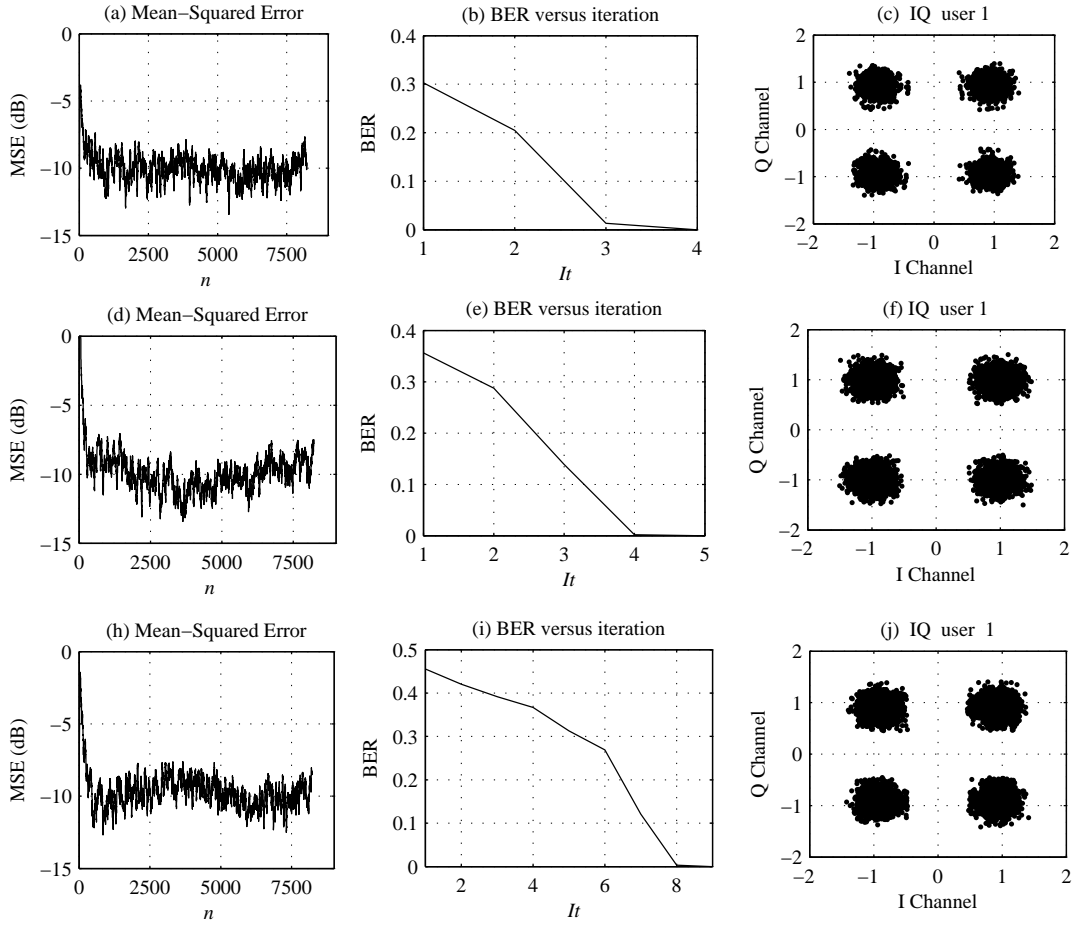 (a) Mean−Squared Error
0
−5
−10
−15
MSE (dB)
0 2500 5000 7500
n
(b) BER versus iteration
0.4
0.3
0.2
0.1
0
BER
1 2 3 4
It
(c) IQ user 1
2
1
0
−1
−2
Q Channel
−2 −1 0 1 2
I Channel
(d) Mean−Squared Error
0
−5
−10
−15
MSE (dB)
0 2500 5000 7500
n
(e) BER versus iteration
0.4
0.3
0.2
0.1
0
BER
1 2 3 4 5
It
(f) IQ user 1
2
1
0
−1
−2
Q Channel
−2 −1 0 1 2
I Channel
(h) Mean−Squared Error
0
−5
−10
−15
MSE (dB)
0 2500 5000 7500
n
(i) BER versus iteration
0.5
0.4
0.3
0.2
0.1
0
BER
2 4 6 8
It
(j) IQ user 1
2
1
0
−1
−2
Q Channel
−2 −1 0 1 2
I Channel